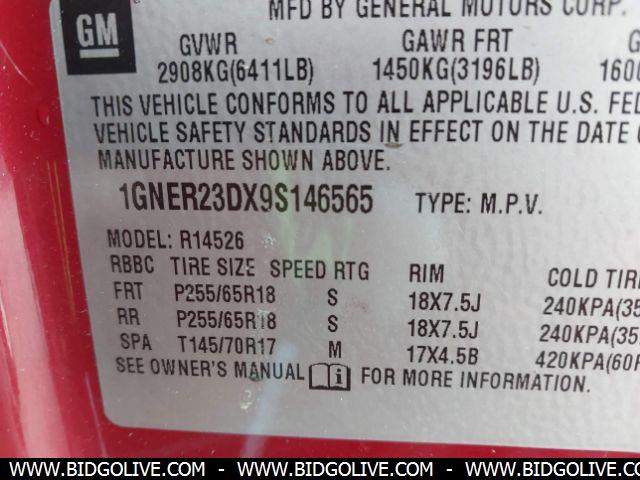 MFD BY GENERAL MOTORS CORP.
GM
GVWR GAWR FRT
2908KG(6411LB) 1450KG(3196LB)
THIS VEHICLE CONFORMS TO ALL APPLICABLE U.S.
VEHICLE SAFETY STANDARDS IN EFFECT ON THE DATE
MANUFACTURE SHOWN ABOVE.
1GNER23DX9S146565 TYPE: M.P.V.
MODEL: R14526
RBBC TIRE SIZE SPEED RTG RIM COLD
FRT P255/65R18 S 18X7.5J 240KPA(35
RR P255/65R18 S 18X7.5J 240KPA(35
SPA T145/70R17 M 17X4.5B 420KPA(60
SEE OWNER'S MANUAL i FOR MORE INFORMATION.
WWW.BIDGOLIVE.COM - WWW.BIDGOLIVE.COM - WWW.BIDGOLIVE.COM